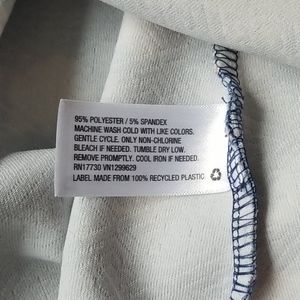 95% POLYESTER / 5% SPANDEX
MACHINE WASH COLD WITH LIKE COLORS.
GENTLE CYCLE. ONLY NON-CHLORINE
BLEACH IF NEEDED. TUMBLE DRY LOW.
REMOVE PROMPTLY. COOL IRON IF NEEDED.
RN17730 VN1299629
LABEL MADE FROM 100% RECYCLED PLASTIC